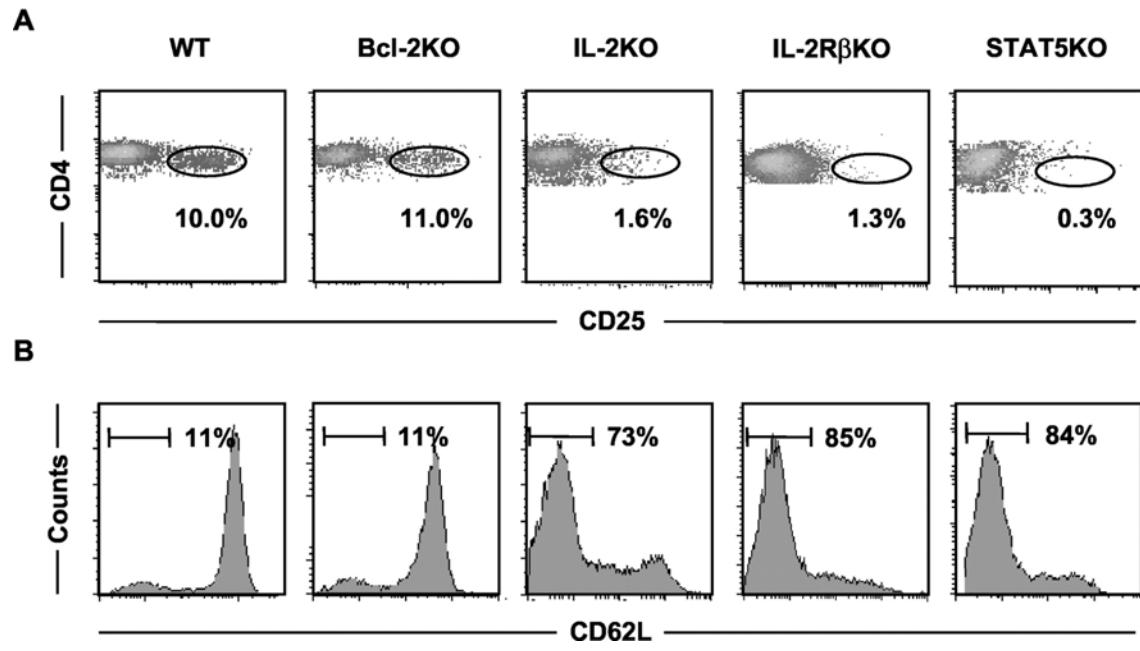 A
WT Bcl-2KO IL-2KO IL-2RβKO STAT5KO
CD4
10.0% 11.0% 1.6% 1.3% 0.3%
CD25
B
Counts
11% 11% 73% 85% 84%
CD62L